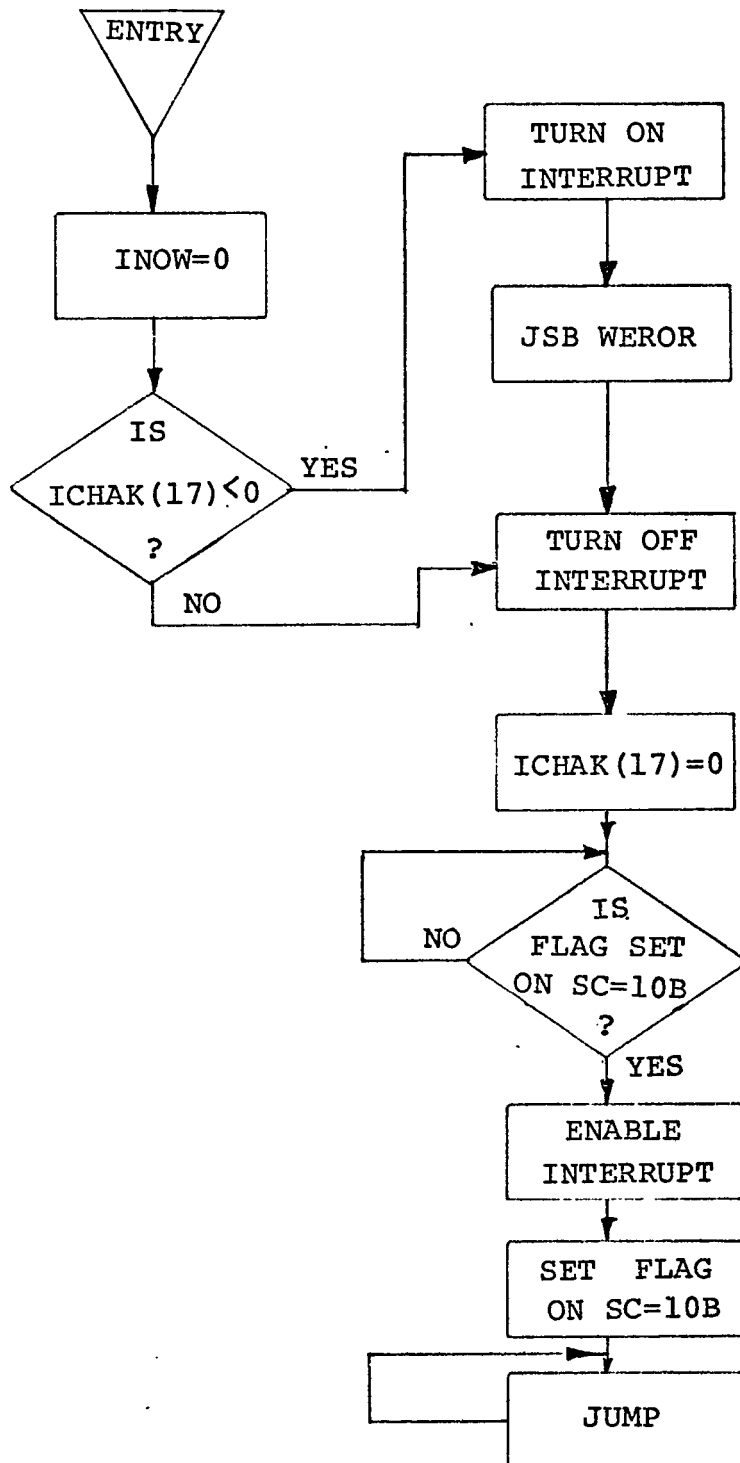 ENTRY
INOW=0
IS
ICHAK(17)<0
?
YES
NO
TURN ON
INTERRUPT
JSB WEROR
TURN OFF
INTERRUPT
ICHAK(17)=0
IS
FLAG SET
ON SC=10B
?
NO
YES
ENABLE
INTERRUPT
SET FLAG
ON SC=10B
JUMP